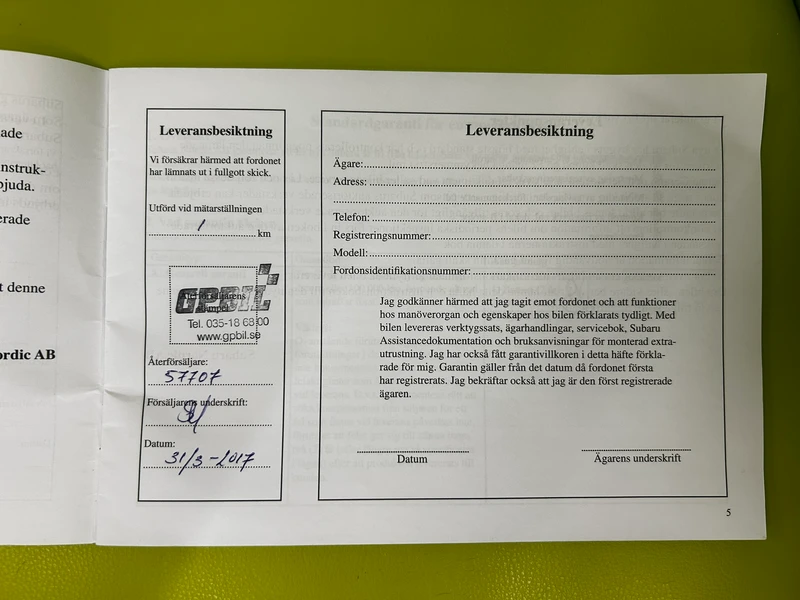 ade
nstruk-
bjuda.
erade
t denne
ordic AB
Leveransbesiktning
Vi försäkrar härmed att fordonet
har lämnats ut i fullgott skick.
Utförd vid mätarställningen
1
km
Återförsäljarens
stämpel
GPBIL
Tel. 035-18 68 00
www.gpbil.se
Återförsäljare:
57707
Försäljarens underskrift:
Datum:
31/3-2017
Leveransbesiktning
Ägare:
Adress:
Telefon:
Registreringsnummer:
Modell:
Fordonsidentifikationsnummer:
Jag godkänner härmed att jag tagit emot fordonet och att funktioner
hos manöverorgan och egenskaper hos bilen förklarats tydligt. Med
bilen levereras verktygssats, ägarhandlingar, servicebok, Subaru
Assistancedokumentation och bruksanvisningar för monterad extra-
utrustning. Jag har också fått garantivillkoren i detta häfte förkla-
rade för mig. Garantin gäller från det datum då fordonet första
har registrerats. Jag bekräftar också att jag är den först registrerade
ägaren.
Datum
Ägarens underskrift
5